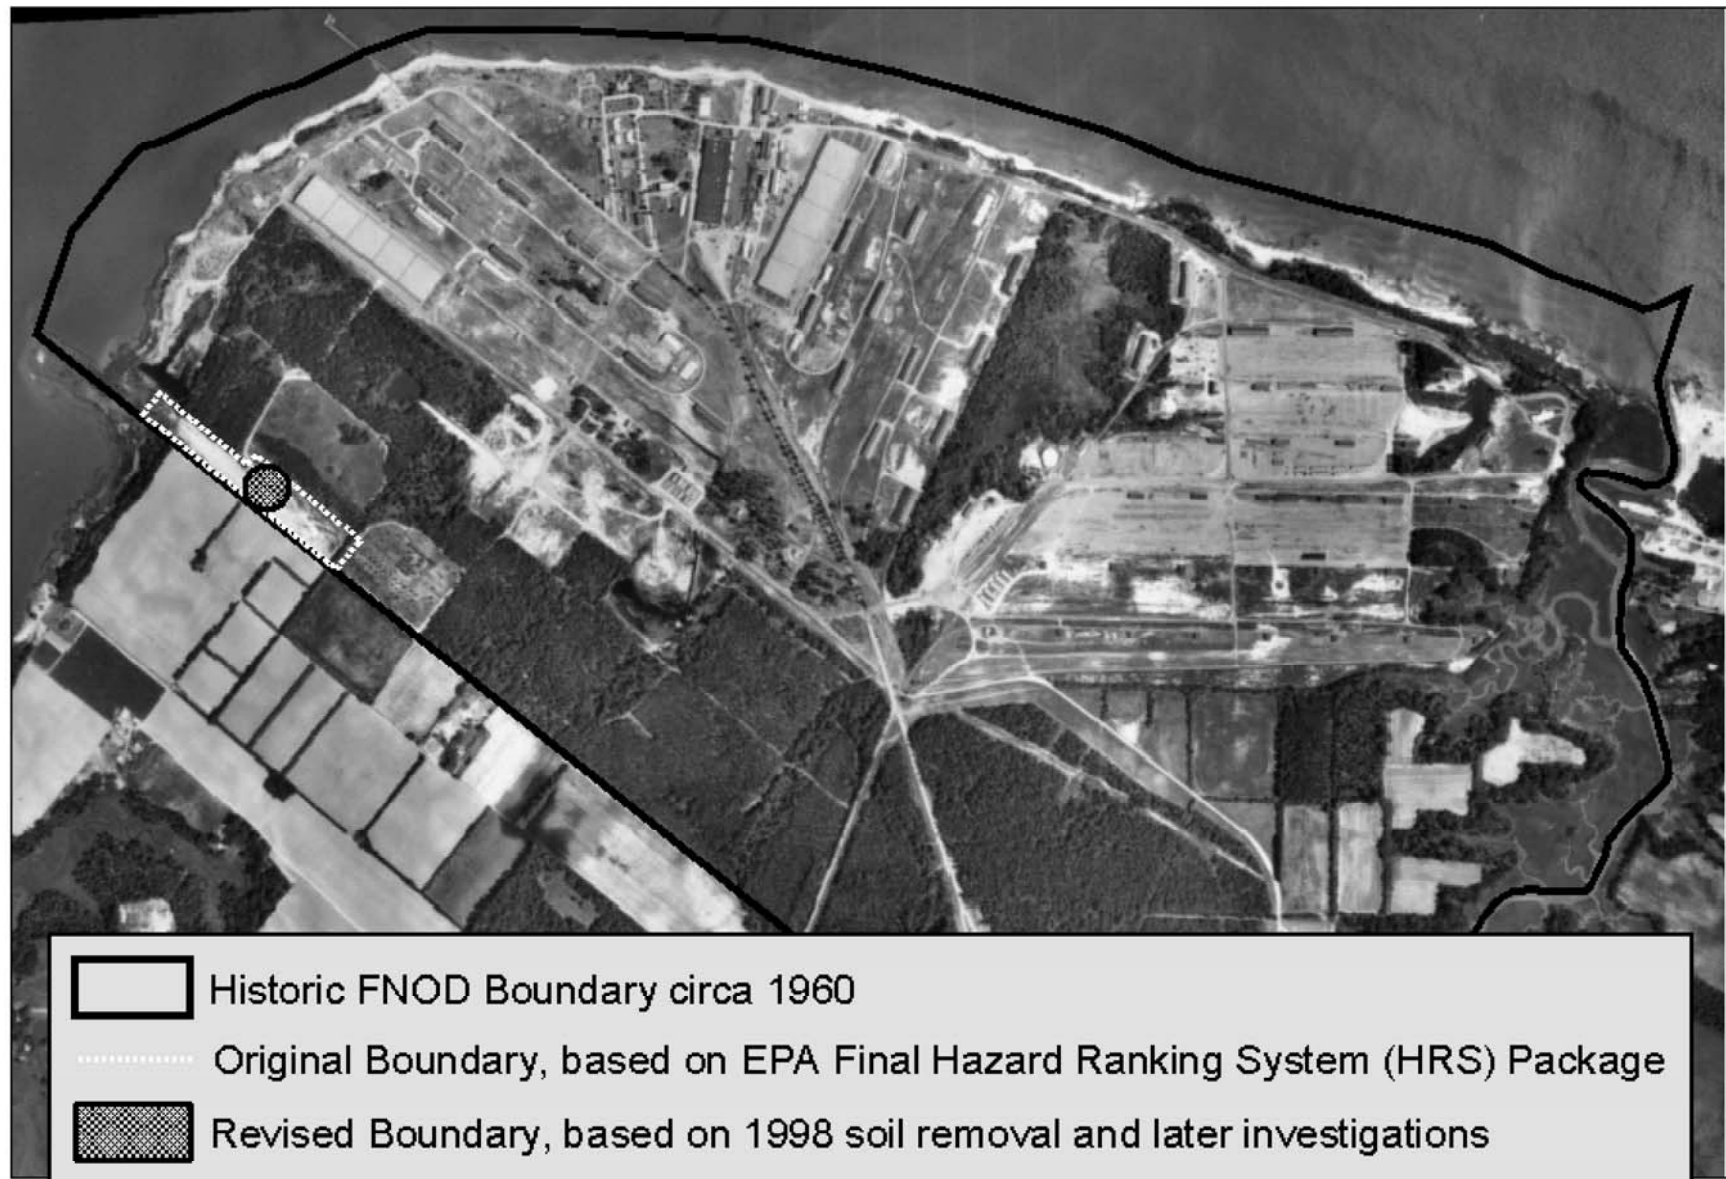 Historic FNOD Boundary circa 1960
Original Boundary, based on EPA Final Hazard Ranking System (HRS) Package
Revised Boundary, based on 1998 soil removal and later investigations